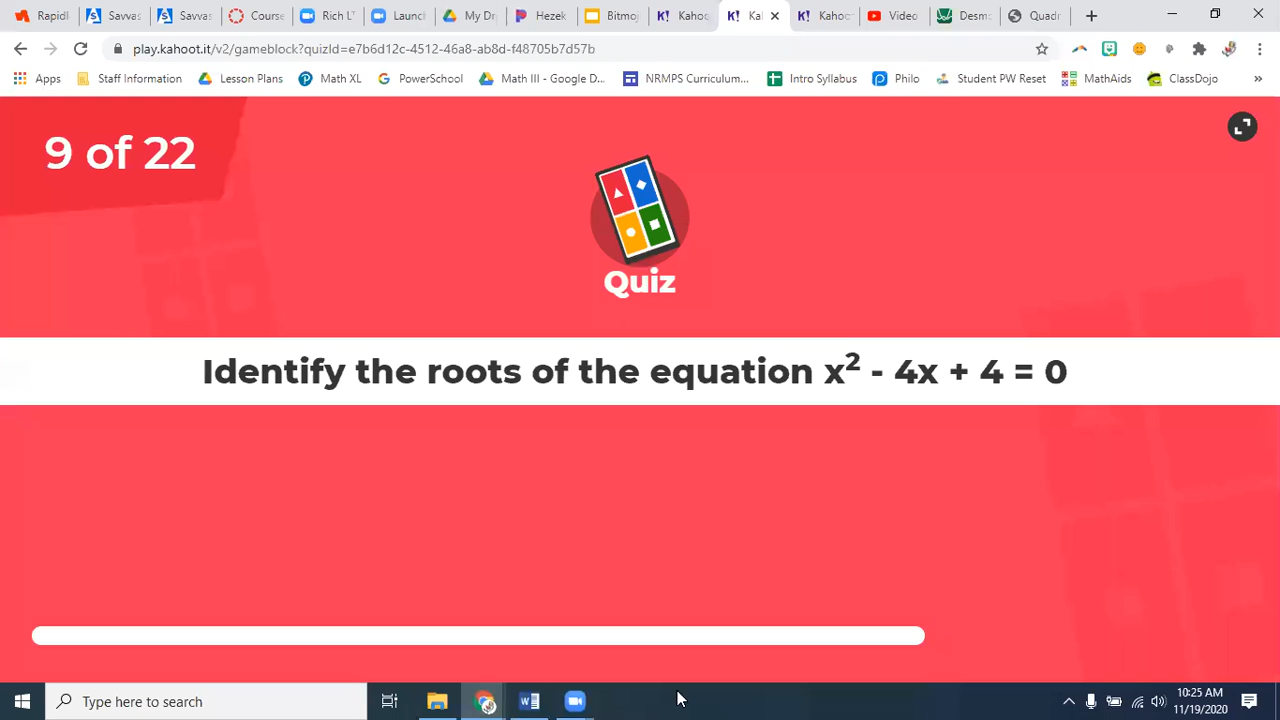 Rapidl
Savvas
Savvas
Course
Rich L
Launch
My Dr
Hezek
Bitmoj
Kahoo
Kah
Kahoo
Video
Desmo
Quadr
play.kahoot.it/v2/gameblock?quizId=e7b6d12c-4512-46a8-ab8d-f48705b7d57b
Apps
Staff Information
Lesson Plans
Math XL
PowerSchool
Math III - Google D...
NRMPS Curriculum...
Intro Syllabus
Philo
Student PW Reset
MathAids
ClassDojo
»
9 of 22
Quiz
Identify the roots of the equation x² - 4x + 4 = 0
Type here to search
10:25 AM
11/19/2020